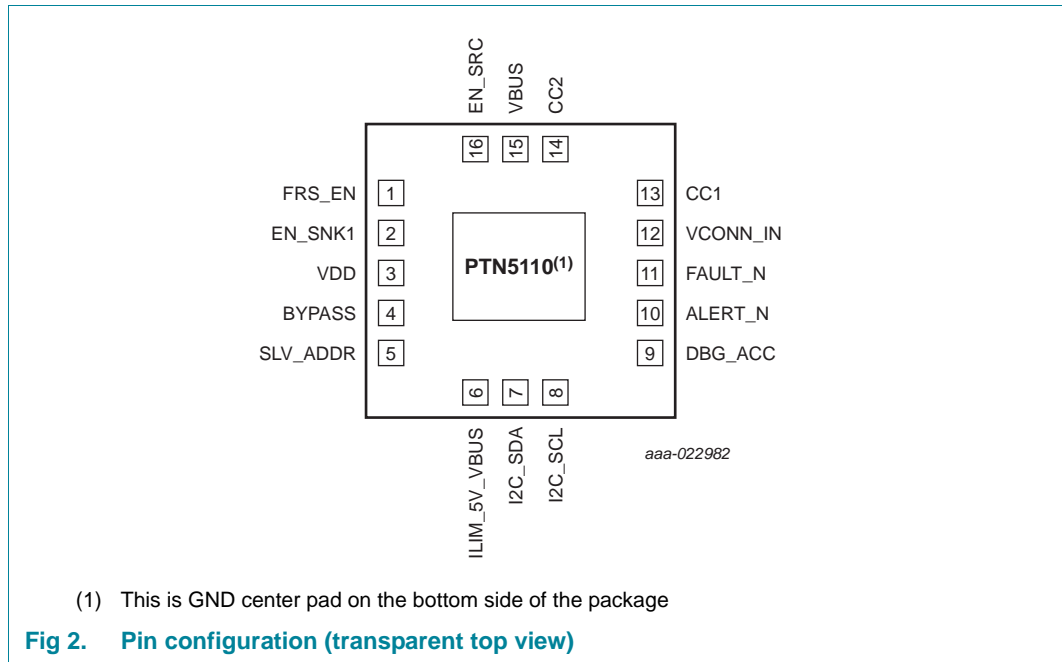 EN_SRC
VBUS
CC2
16
15
14
FRS_EN 1
EN_SNK1 2
VDD 3
BYPASS 4
SLV_ADDR 5
PTN5110(1)
13 CC1
12 VCONN_IN
11 FAULT_N
10 ALERT_N
9 DBG_ACC
6
7
8
ILIM_5V_VBUS
I2C_SDA
I2C_SCL
aaa-022982
(1) This is GND center pad on the bottom side of the package
Fig 2. Pin configuration (transparent top view)